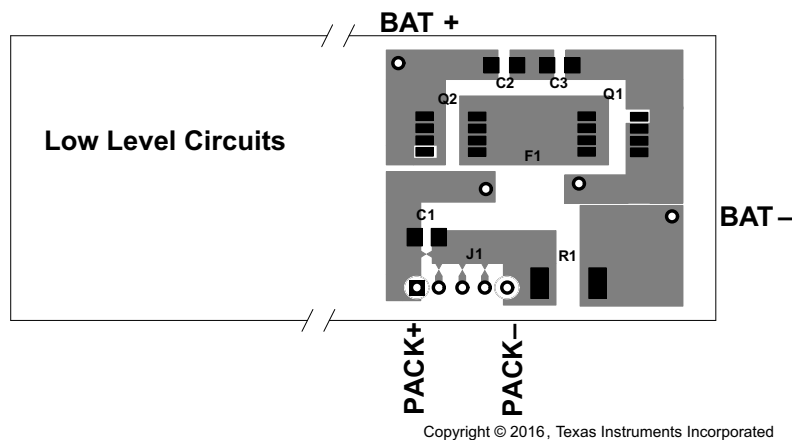 BAT +
C2 C3
Q2 Q1
Low Level Circuits
F1
C1
BAT –
J1 R1
PACK+
PACK–
Copyright © 2016, Texas Instruments Incorporated